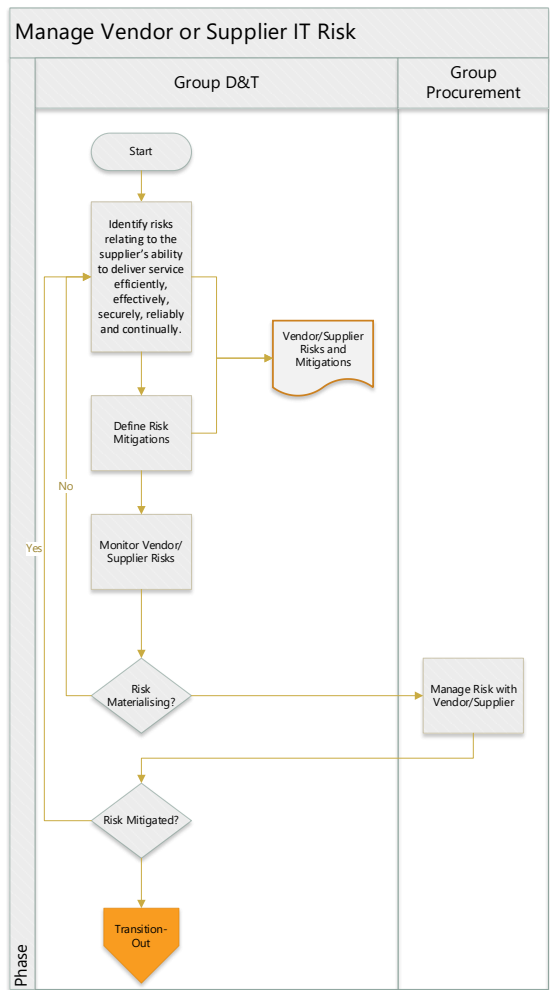 Manage Vendor or Supplier IT Risk
Group D&T
Group
Procurement
Start
Identify risks
relating to the
supplier’s ability
to deliver service
efficiently,
effectively,
securely, reliably
and continually.
Vendor/Supplier
Risks and
Mitigations
Define Risk
Mitigations
No
Monitor Vendor/
Supplier Risks
Yes
Risk
Materialising?
Manage Risk with
Vendor/Supplier
Risk Mitigated?
Transition-
Out
Phase